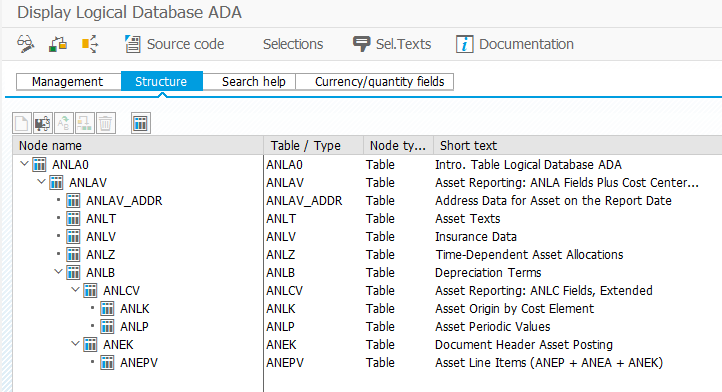 Display Logical Database ADA
Source code Selections Sel.Texts Documentation
Management Structure Search help Currency/quantity fields
Node name Table / Type Node ty... Short text
ANLA0 ANLA0 Table Intro. Table Logical Database ADA
ANLAV ANLAV Table Asset Reporting: ANLA Fields Plus Cost Center...
ANLAV_ADDR ANLAV_ADDR Table Address Data for Asset on the Report Date
ANLT ANLT Table Asset Texts
ANLV ANLV Table Insurance Data
ANLZ ANLZ Table Time-Dependent Asset Allocations
ANLB ANLB Table Depreciation Terms
ANLCV ANLCV Table Asset Reporting: ANLC Fields, Extended
ANLK ANLK Table Asset Origin by Cost Element
ANLP ANLP Table Asset Periodic Values
ANEK ANEK Table Document Header Asset Posting
ANEPV ANEPV Table Asset Line Items (ANEP + ANEA + ANEK)